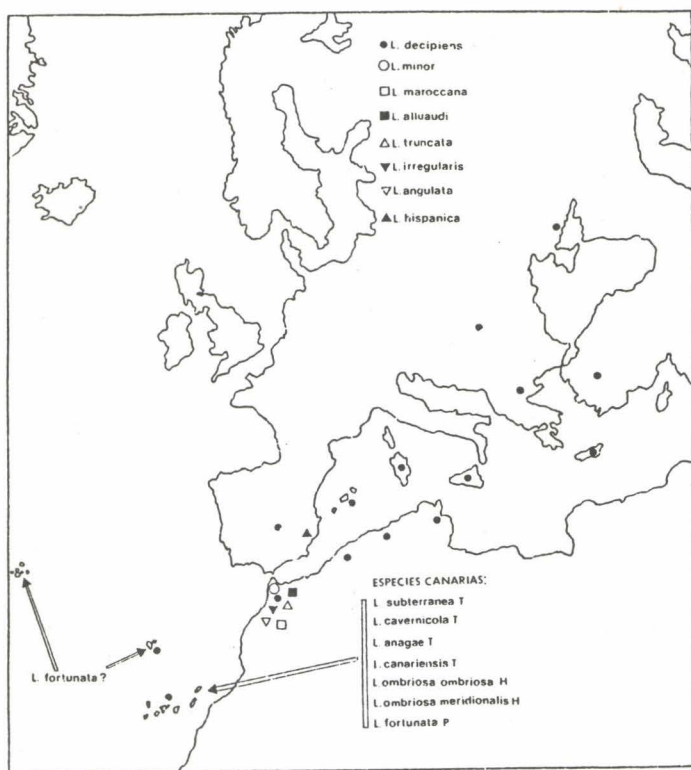 L. decipiens
L. minor
L. maroccana
L. alluaudi
L. truncata
L. irregularis
L. angulata
L. hispanica
ESPECIES CANARIAS:
L. subterranea T
L. cavernicola T
L. anagae T
L. canariensis T
L. ombriosa ombriosa H
L. ombriosa meridionalis H
L. fortunata P
L. fortunata ?